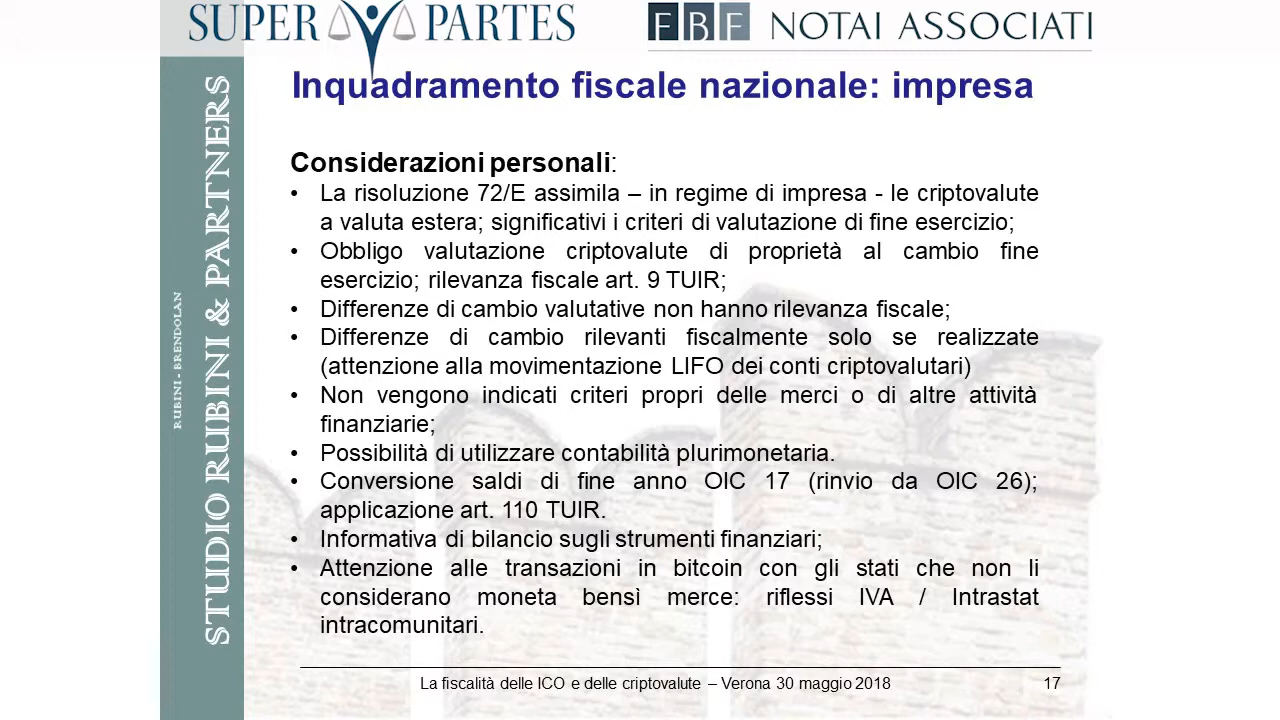 SUPER PARTES
FBF NOTAI ASSOCIATI
RUBINI - BRENDOLAN
STUDIO RUBINI & PARTNERS
Inquadramento fiscale nazionale: impresa
Considerazioni personali:
• La risoluzione 72/E assimila – in regime di impresa - le criptovalute
a valuta estera; significativi i criteri di valutazione di fine esercizio;
• Obbligo valutazione criptovalute di proprietà al cambio fine
esercizio; rilevanza fiscale art. 9 TUIR;
• Differenze di cambio valutative non hanno rilevanza fiscale;
• Differenze di cambio rilevanti fiscalmente solo se realizzate
(attenzione alla movimentazione LIFO dei conti criptovalutari)
• Non vengono indicati criteri propri delle merci o di altre attività
finanziarie;
• Possibilità di utilizzare contabilità plurimonetaria.
• Conversione saldi di fine anno OIC 17 (rinvio da OIC 26);
applicazione art. 110 TUIR.
• Informativa di bilancio sugli strumenti finanziari;
• Attenzione alle transazioni in bitcoin con gli stati che non li
considerano moneta bensì merce: riflessi IVA / Intrastat
intracomunitari.
La fiscalità delle ICO e delle criptovalute – Verona 30 maggio 2018
17